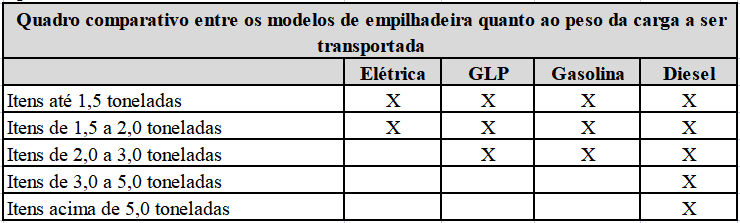 Quadro comparativo entre os modelos de empilhadeira quanto ao peso da carga a ser
transportada
Elétrica GLP Gasolina Diesel
Itens até 1,5 toneladas X X X X
Itens de 1,5 a 2,0 toneladas X X X X
Itens de 2,0 a 3,0 toneladas X X X
Itens de 3,0 a 5,0 toneladas X
Itens acima de 5,0 toneladas X